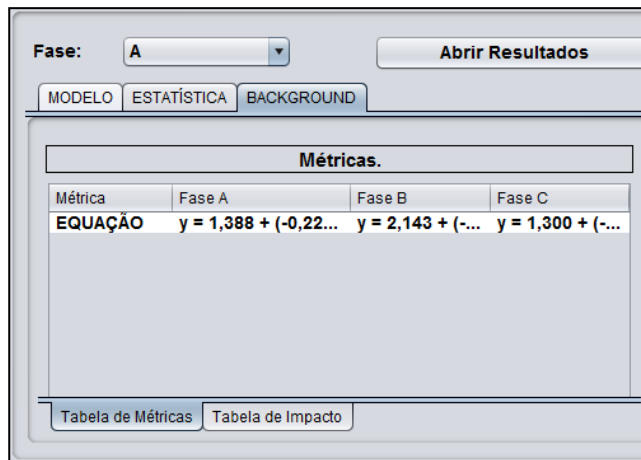 Fase: A Abrir Resultados
MODELO ESTATÍSTICA BACKGROUND
Métricas.
Métrica Fase A Fase B Fase C
EQUAÇÃO y = 1,388 + (-0,22... y = 2,143 + (-... y = 1,300 + (-...
Tabela de Métricas Tabela de Impacto